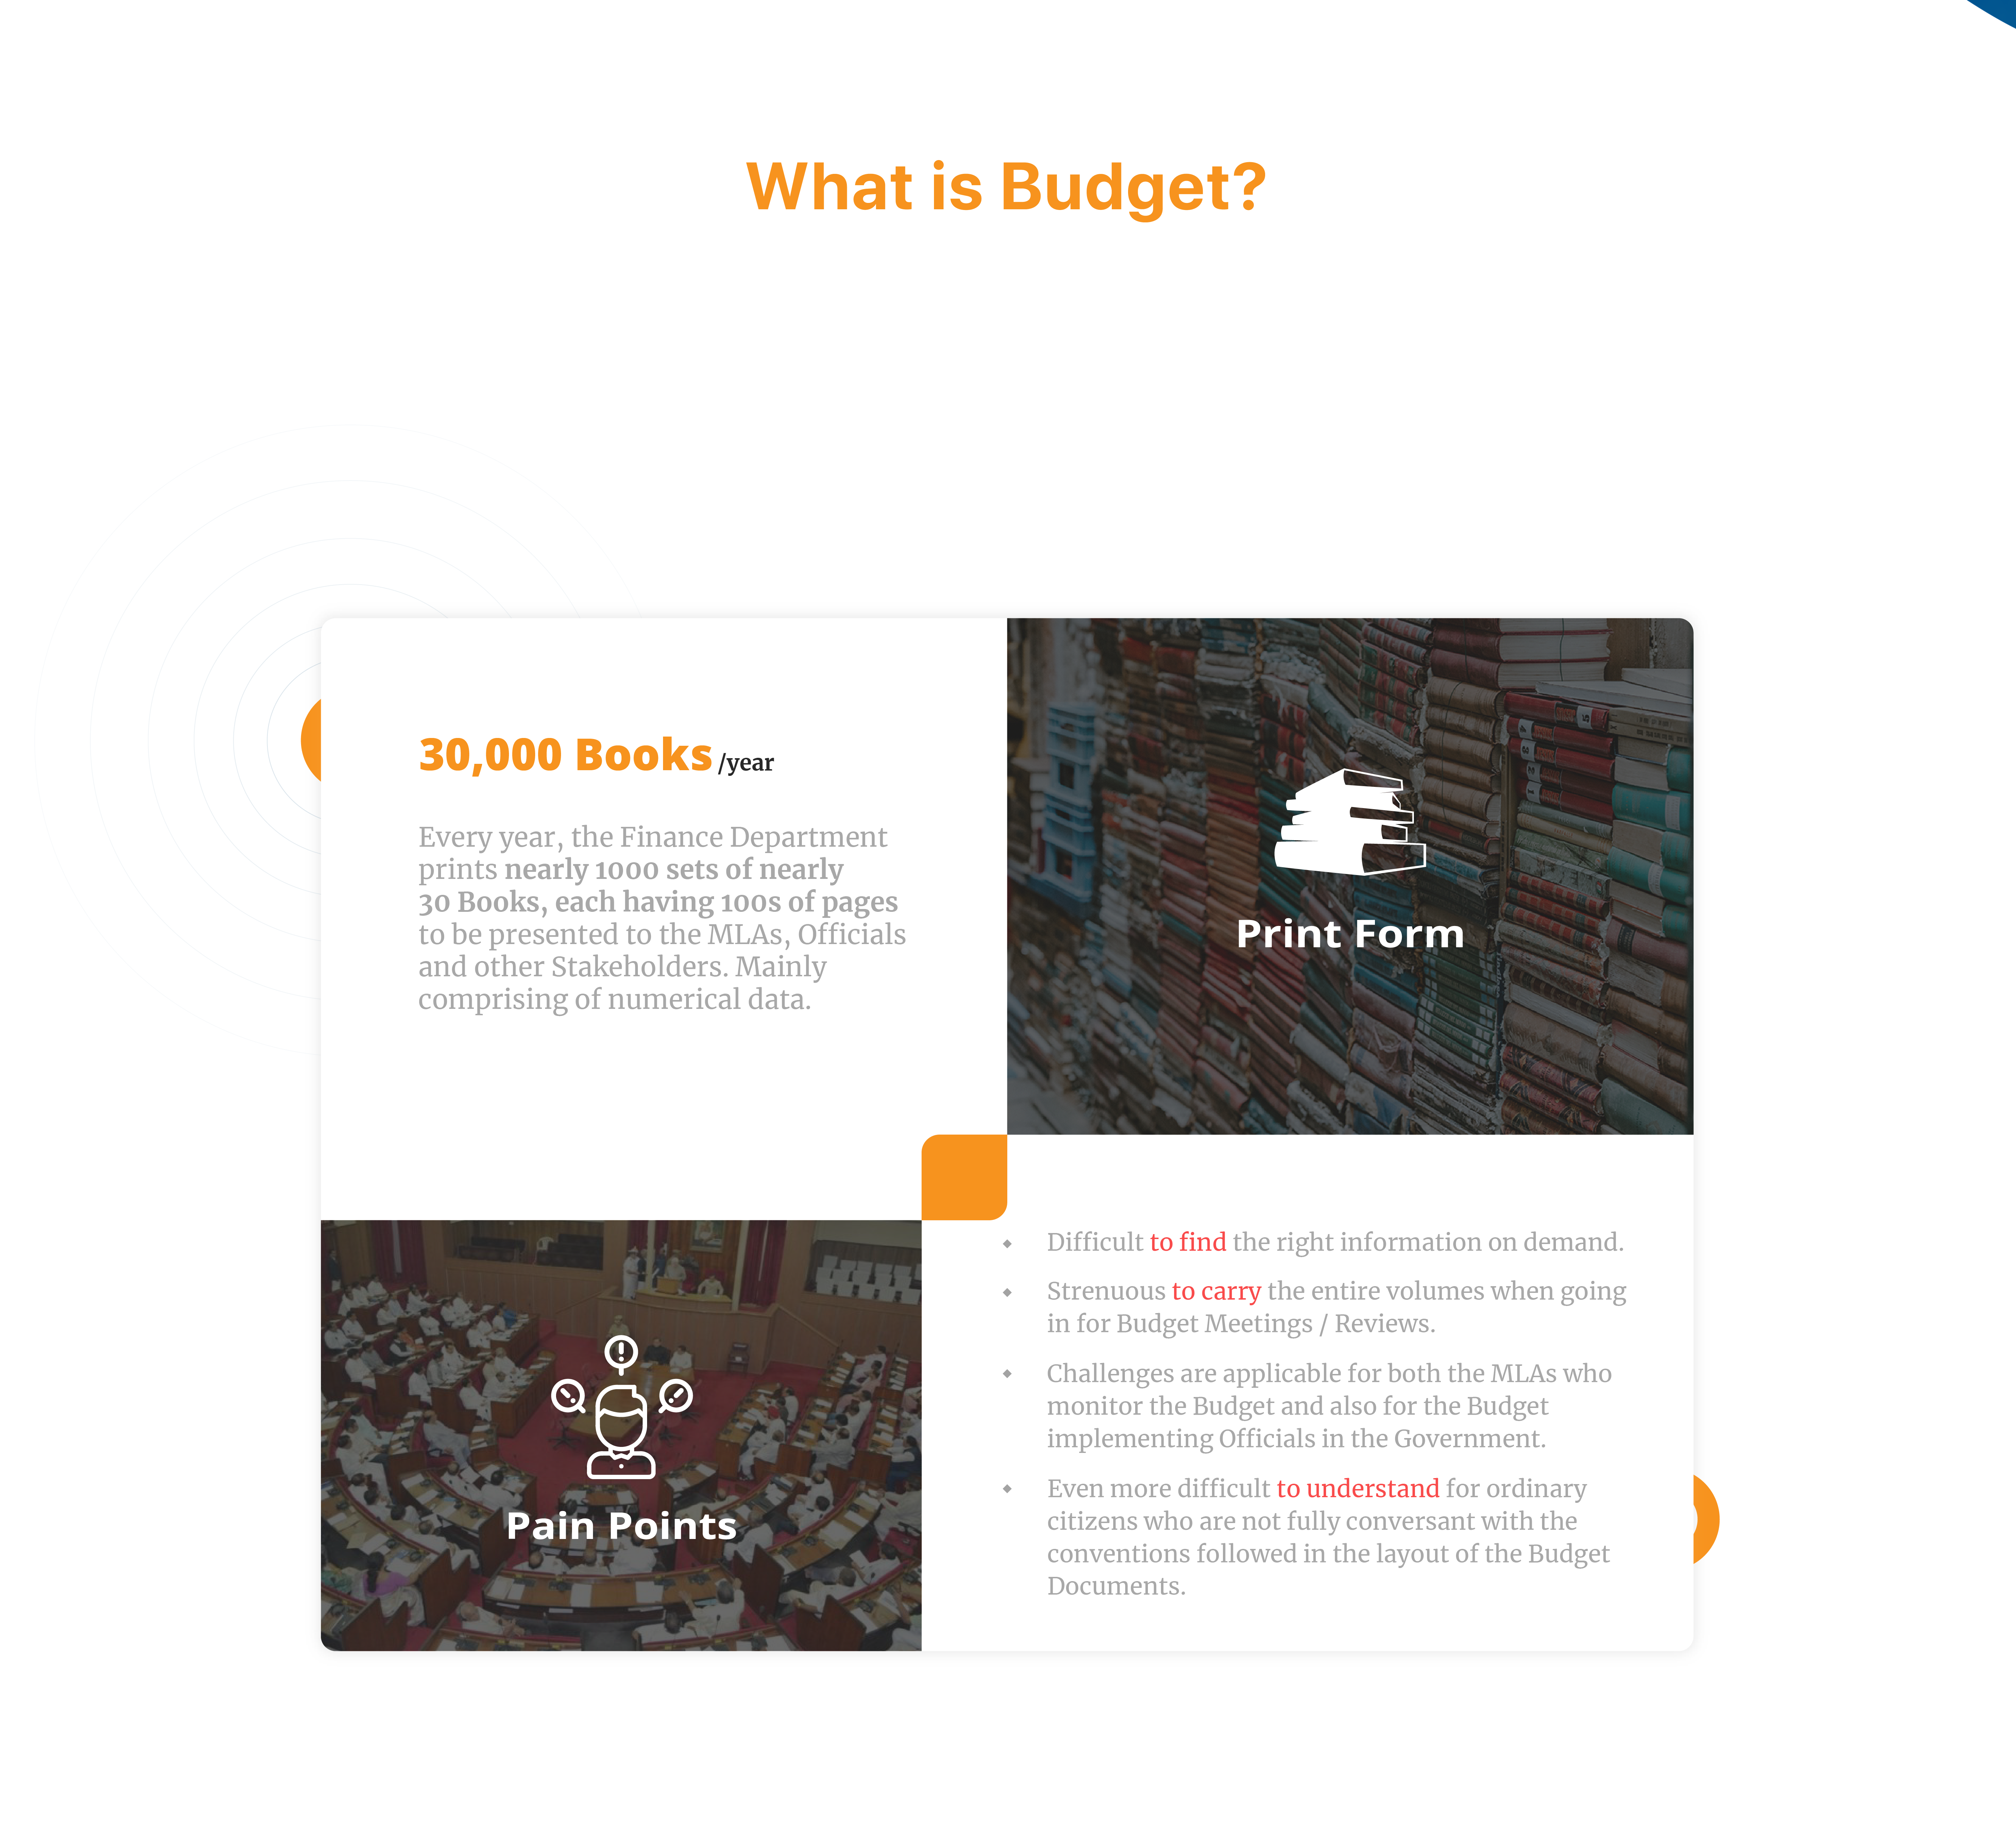 What is Budget?
30,000 Books /year
Every year, the Finance Department
prints nearly 1000 sets of nearly
30 Books, each having 100s of pages
to be presented to the MLAs, Officials
and other Stakeholders. Mainly
comprising of numerical data.
Print Form
Pain Points
Difficult to find the right information on demand.
Strenuous to carry the entire volumes when going
in for Budget Meetings / Reviews.
Challenges are applicable for both the MLAs who
monitor the Budget and also for the Budget
implementing Officials in the Government.
Even more difficult to understand for ordinary
citizens who are not fully conversant with the
conventions followed in the layout of the Budget
Documents.